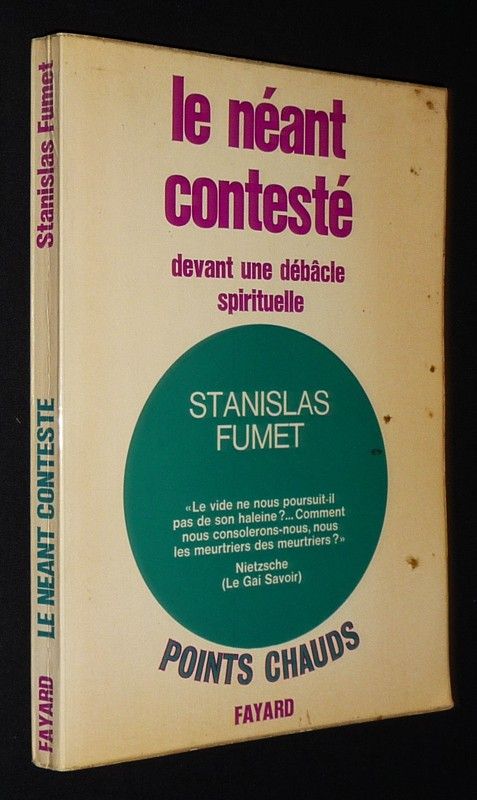 le néant
contesté
devant une débâcle
spirituelle
STANISLAS
FUMET
«Le vide ne nous poursuit-il
pas de son haleine?...Comment
nous consolerons-nous, nous
les meurtriers des meurtriers?»
Nietzsche
(Le Gai Savoir)
POINTS CHAUDS
FAYARD
Stanislas Fumet
LE NEANT CONTESTE
FAYARD